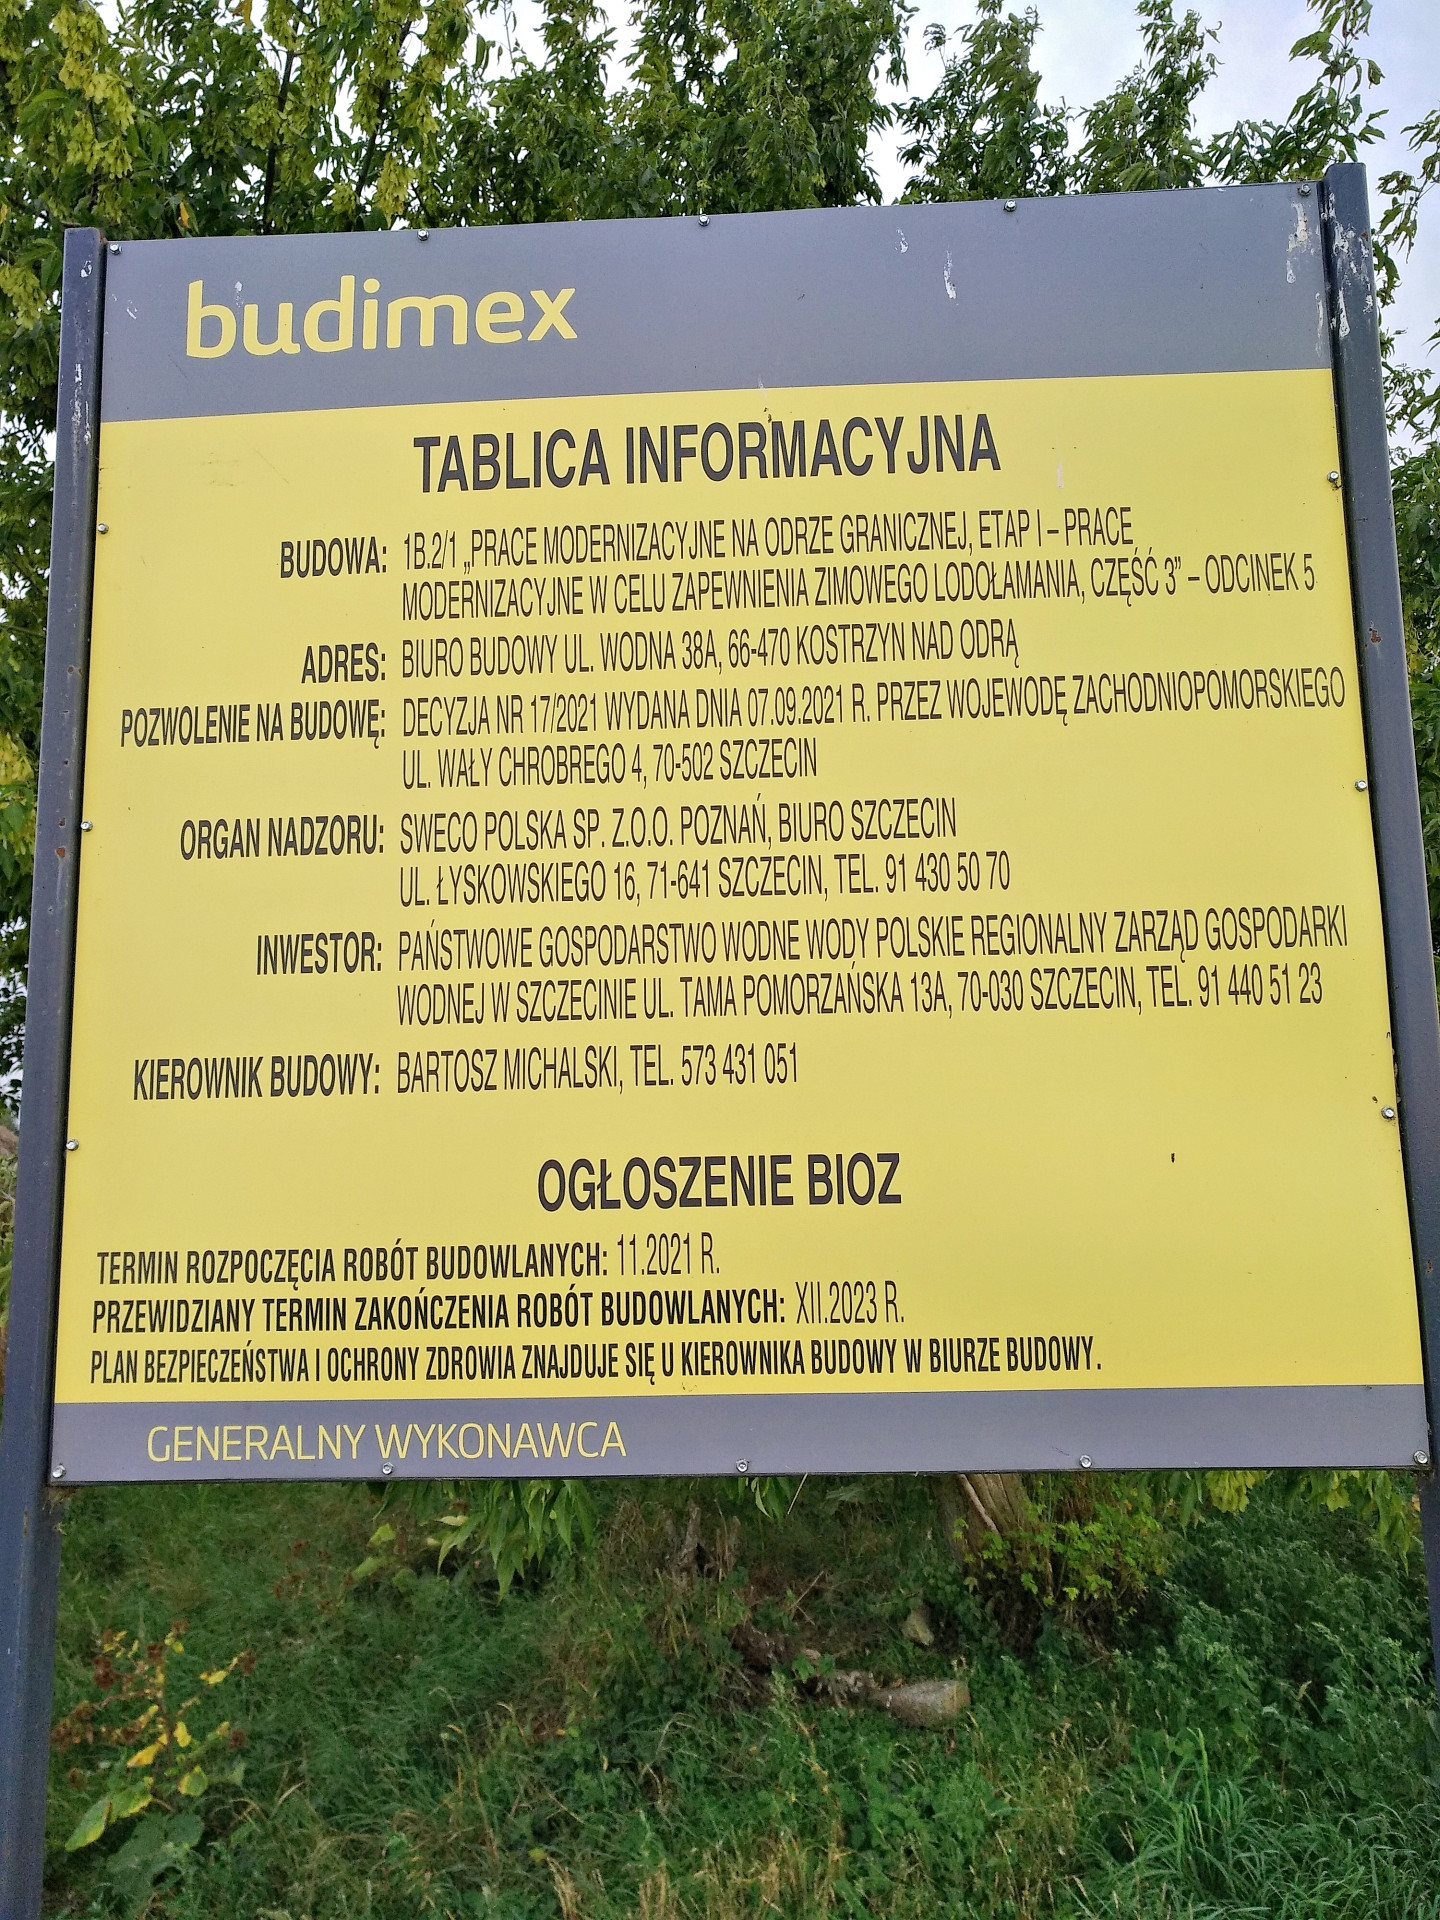 budimex
TABLICA INFORMACYJNA
BUDOWA: 1B.2/1 „PRACE MODERNIZACYJNE NA ODRZE GRANICZNEJ, ETAP I – PRACE
MODERNIZACYJNE W CELU ZAPEWNIENIA ZIMOWEGO LODOŁAMANIA, CZĘŚĆ 3” – ODCINEK 5
ADRES: BIURO BUDOWY UL. WODNA 38A, 66-470 KOSTRZYN NAD ODRĄ
POZWOLENIE NA BUDOWĘ: DECYZJA NR 17/2021 WYDANA DNIA 07.09.2021 R. PRZEZ WOJEWODĘ ZACHODNIOPOMORSKIEGO
UL. WAŁY CHROBREGO 4, 70-502 SZCZECIN
ORGAN NADZORU: SWECO POLSKA SP. Z.O.O. POZNAŃ, BIURO SZCZECIN
UL. ŁYSKOWSKIEGO 16, 71-641 SZCZECIN, TEL. 91 430 50 70
INWESTOR: PAŃSTWOWE GOSPODARSTWO WODNE WODY POLSKIE REGIONALNY ZARZĄD GOSPODARKI
WODNEJ W SZCZECINIE UL. TAMA POMORZAŃSKA 13A, 70-030 SZCZECIN, TEL. 91 440 51 23
KIEROWNIK BUDOWY: BARTOSZ MICHALSKI, TEL. 573 431 051
OGŁOSZENIE BIOZ
TERMIN ROZPOCZĘCIA ROBÓT BUDOWLANYCH: 11.2021 R.
PRZEWIDZIANY TERMIN ZAKOŃCZENIA ROBÓT BUDOWLANYCH: XII.2023 R.
PLAN BEZPIECZEŃSTWA I OCHRONY ZDROWIA ZNAJDUJE SIĘ U KIEROWNIKA BUDOWY W BIURZE BUDOWY.
GENERALNY WYKONAWCA